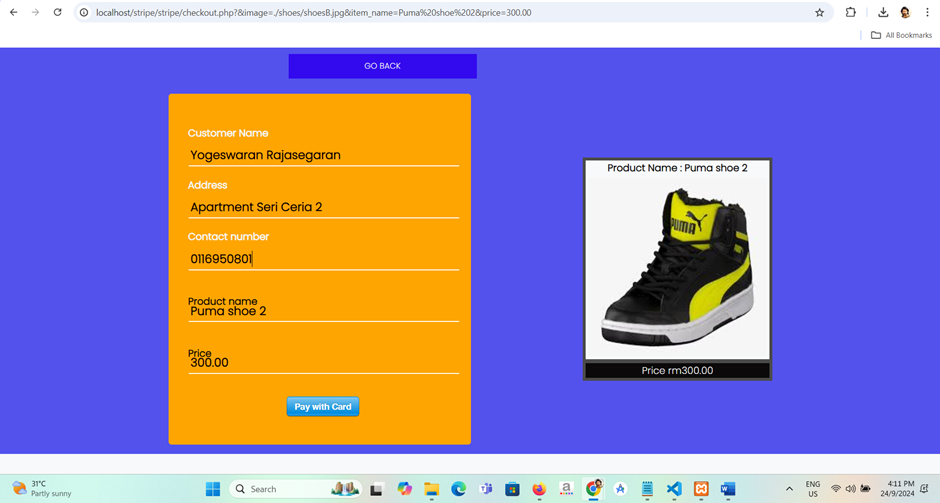 localhost/stripe/stripe/checkout.php?&image=./shoes/shoesB.jpg&item_name=Puma%20shoe%202&price=300.00
All Bookmarks
GO BACK
Customer Name
Yogeswaran Rajasegaran
Address
Apartment Seri Ceria 2
Contact number
0116950801
Product name
Puma shoe 2
Price
300.00
Pay with Card
Product Name : Puma shoe 2
PUMA
Price rm300.00
31°C
Partly sunny
Search
ENG
US
4:11 PM
24/9/2024